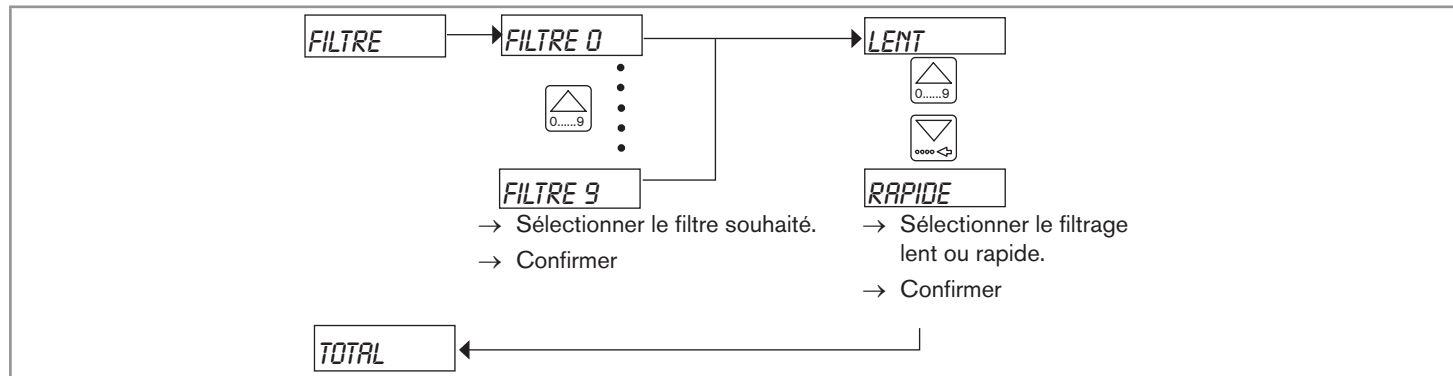 FILTRE
FILTRE 0
LENT
0......9
0......9
FILTRE 9
RAPIDE
→ Sélectionner le filtre souhaité.
→ Confirmer
→ Sélectionner le filtrage
lent ou rapide.
→ Confirmer
TOTAL